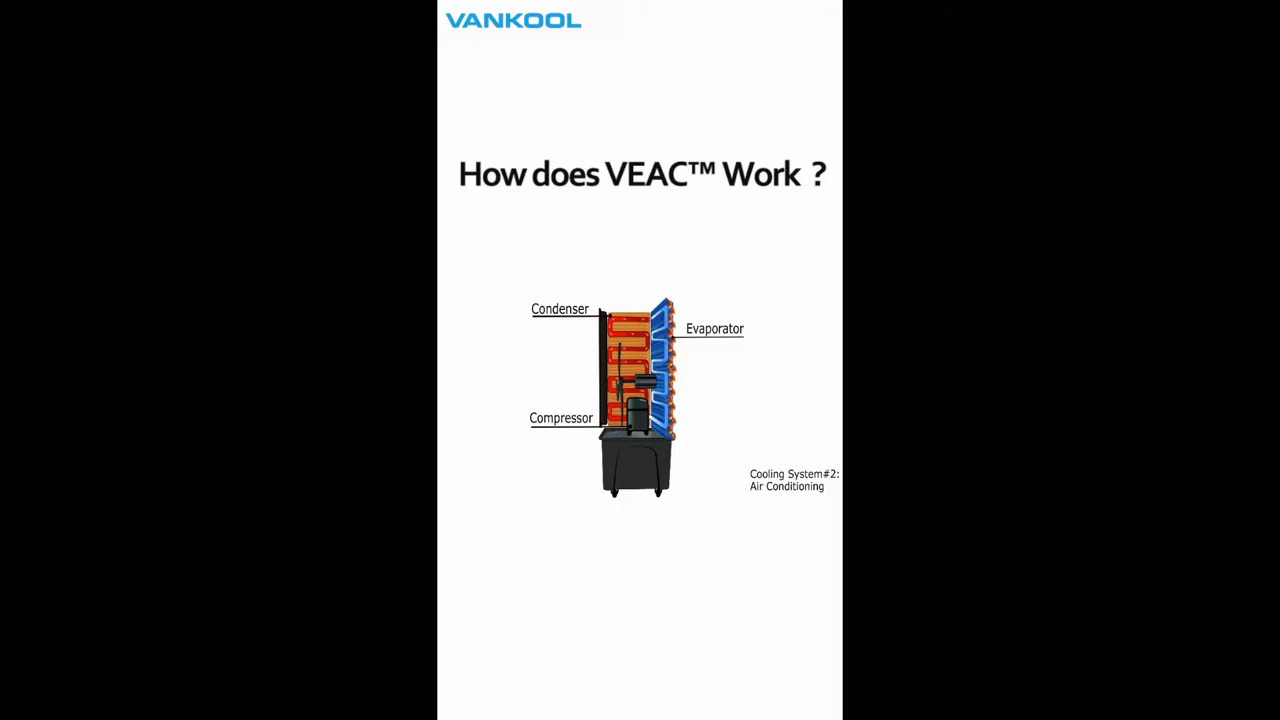 VANKOOL
How does VEAC™ Work ?
Condenser
Evaporator
Compressor
Cooling System#2:
Air Conditioning